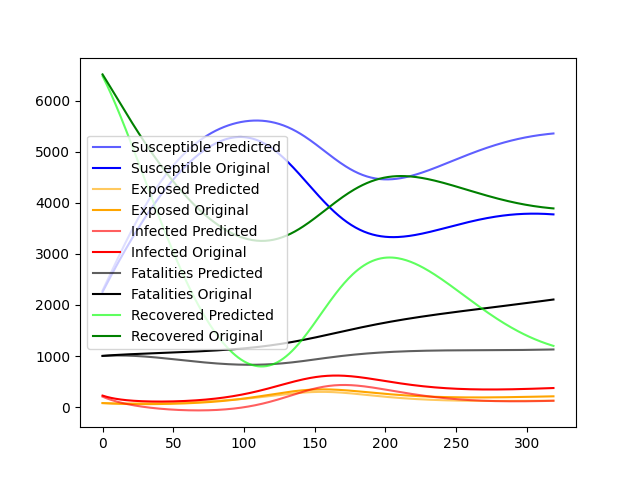 6000
5000
4000
3000
2000
1000
0
Susceptible Predicted
Susceptible Original
Exposed Predicted
Exposed Original
Infected Predicted
Infected Original
Fatalities Predicted
Fatalities Original
Recovered Predicted
Recovered Original
0 50 100 150 200 250 300